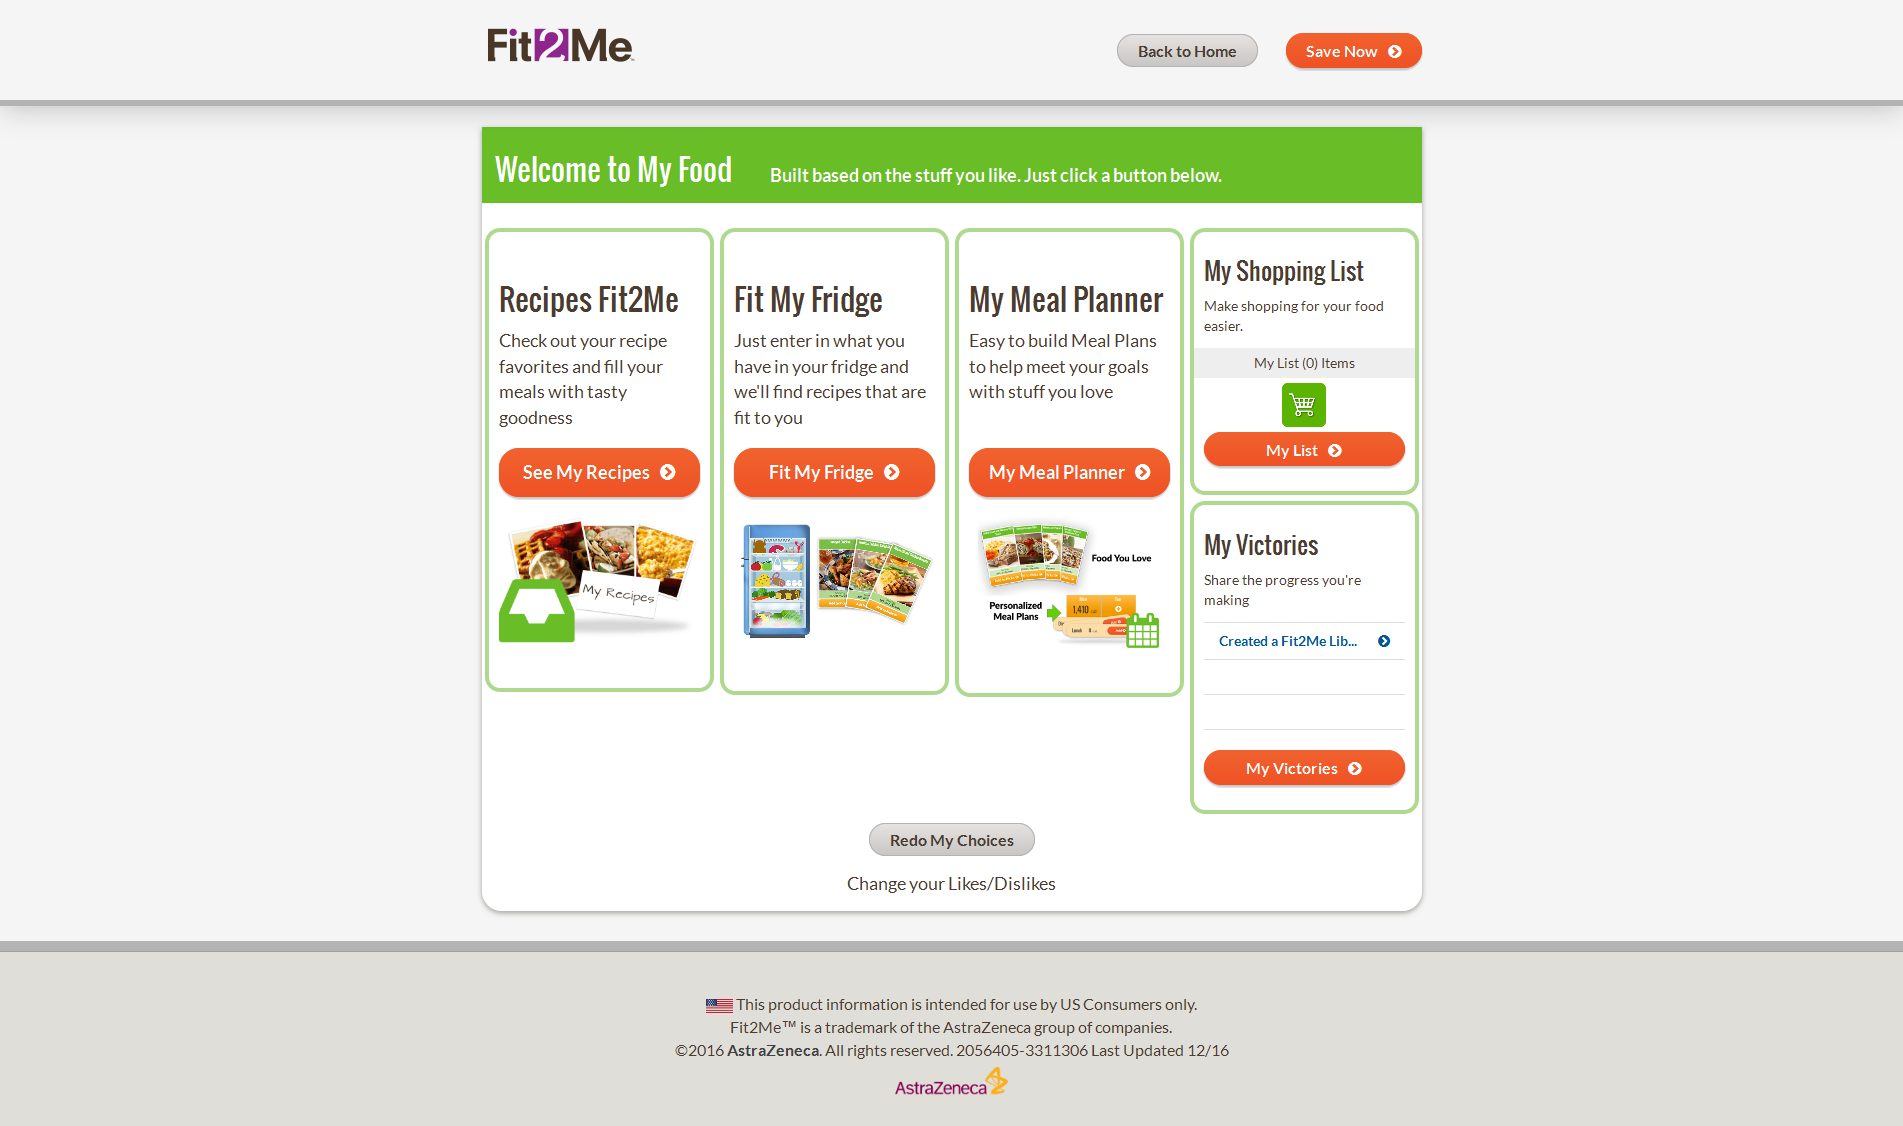 Fit2Me
Back to Home
Save Now
Welcome to My Food
Built based on the stuff you like. Just click a button below.
Recipes Fit2Me
Check out your recipe
favorites and fill your
meals with tasty
goodness
See My Recipes
My Recipes
Fit My Fridge
Just enter in what you
have in your fridge and
we'll find recipes that are
fit to you
Fit My Fridge
My Meal Planner
Easy to build Meal Plans
to help meet your goals
with stuff you love
My Meal Planner
Food You Love
Personalized
Meal Plans
1,410
Lunch
My Shopping List
Make shopping for your food
easier.
My List (0) Items
My List
My Victories
Share the progress you're
making
Created a Fit2Me Lib...
My Victories
Redo My Choices
Change your Likes/Dislikes
This product information is intended for use by US Consumers only.
Fit2Me™ is a trademark of the AstraZeneca group of companies.
©2016 AstraZeneca. All rights reserved. 2056405-3311306 Last Updated 12/16
AstraZeneca